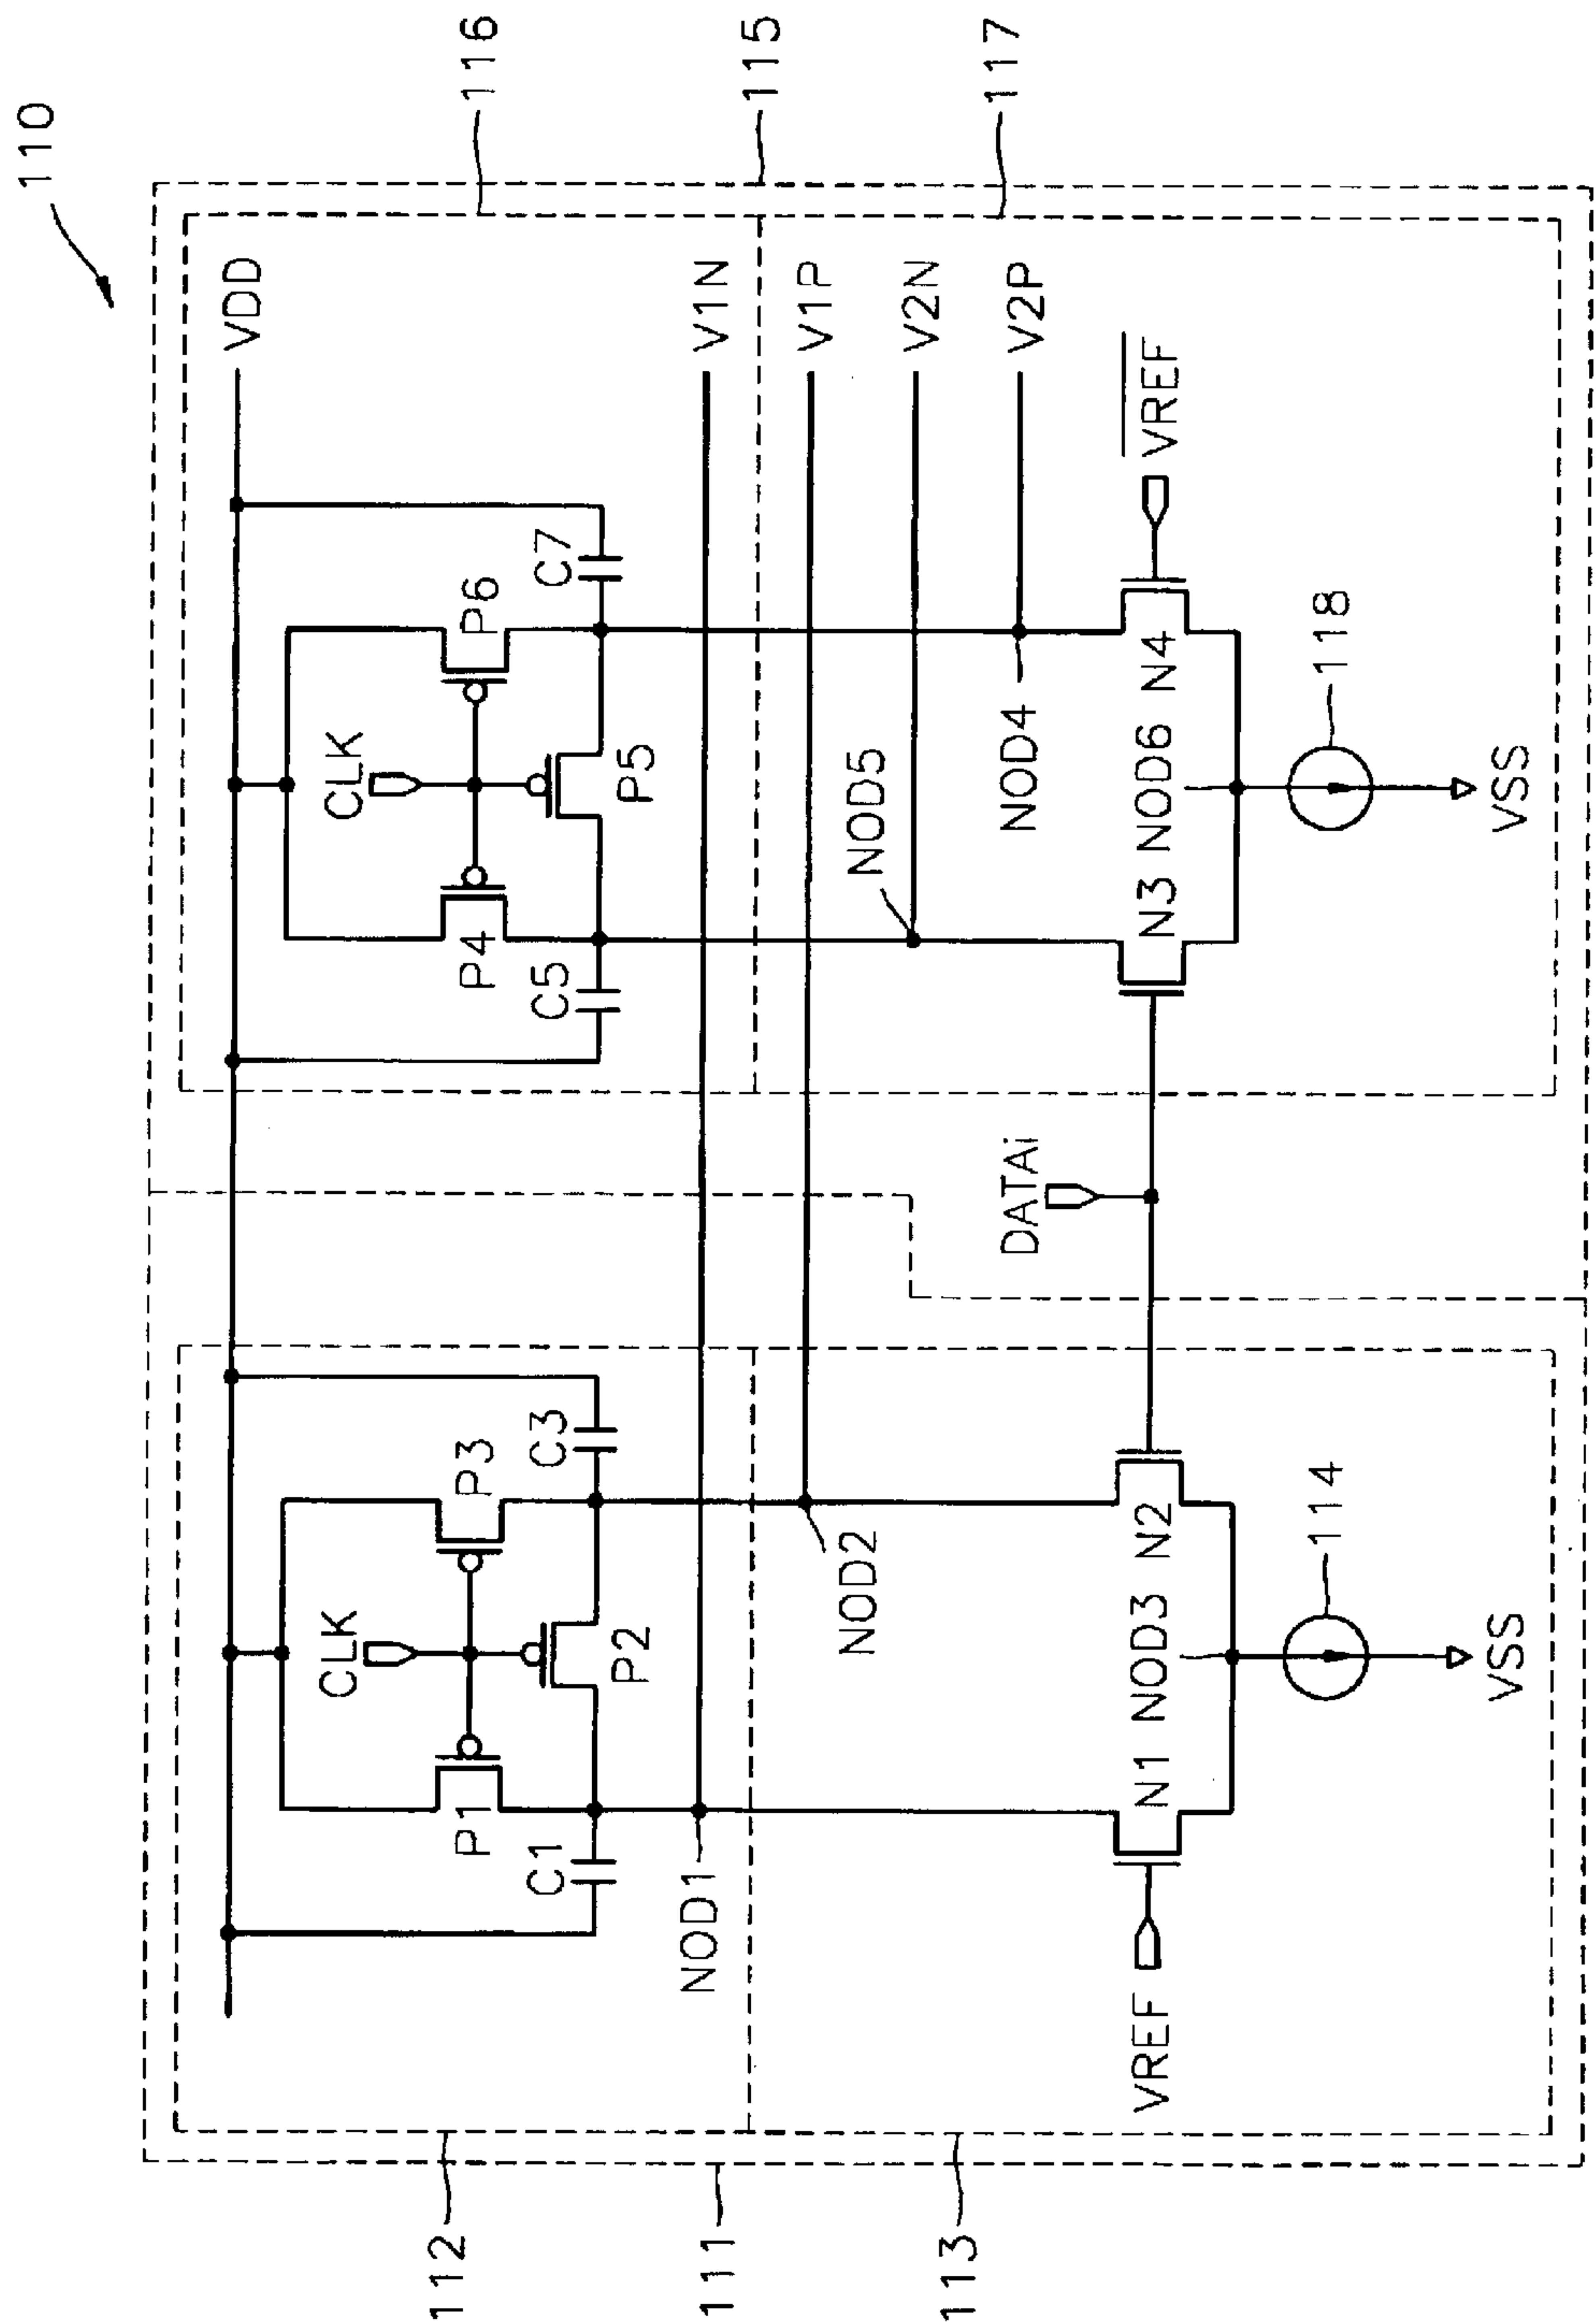 110
116
115
117
VDD
V1N
V1P
V2N
V2P
VREF
CLK
P4
P5
P6
C5
C7
NOD5
NOD4
N3
NOD6
N4
118
VSS
DATAi
CLK
P1
P2
P3
C1
C3
NOD1
NOD2
N1
NOD3
N2
114
VSS
VREF
112
111
113